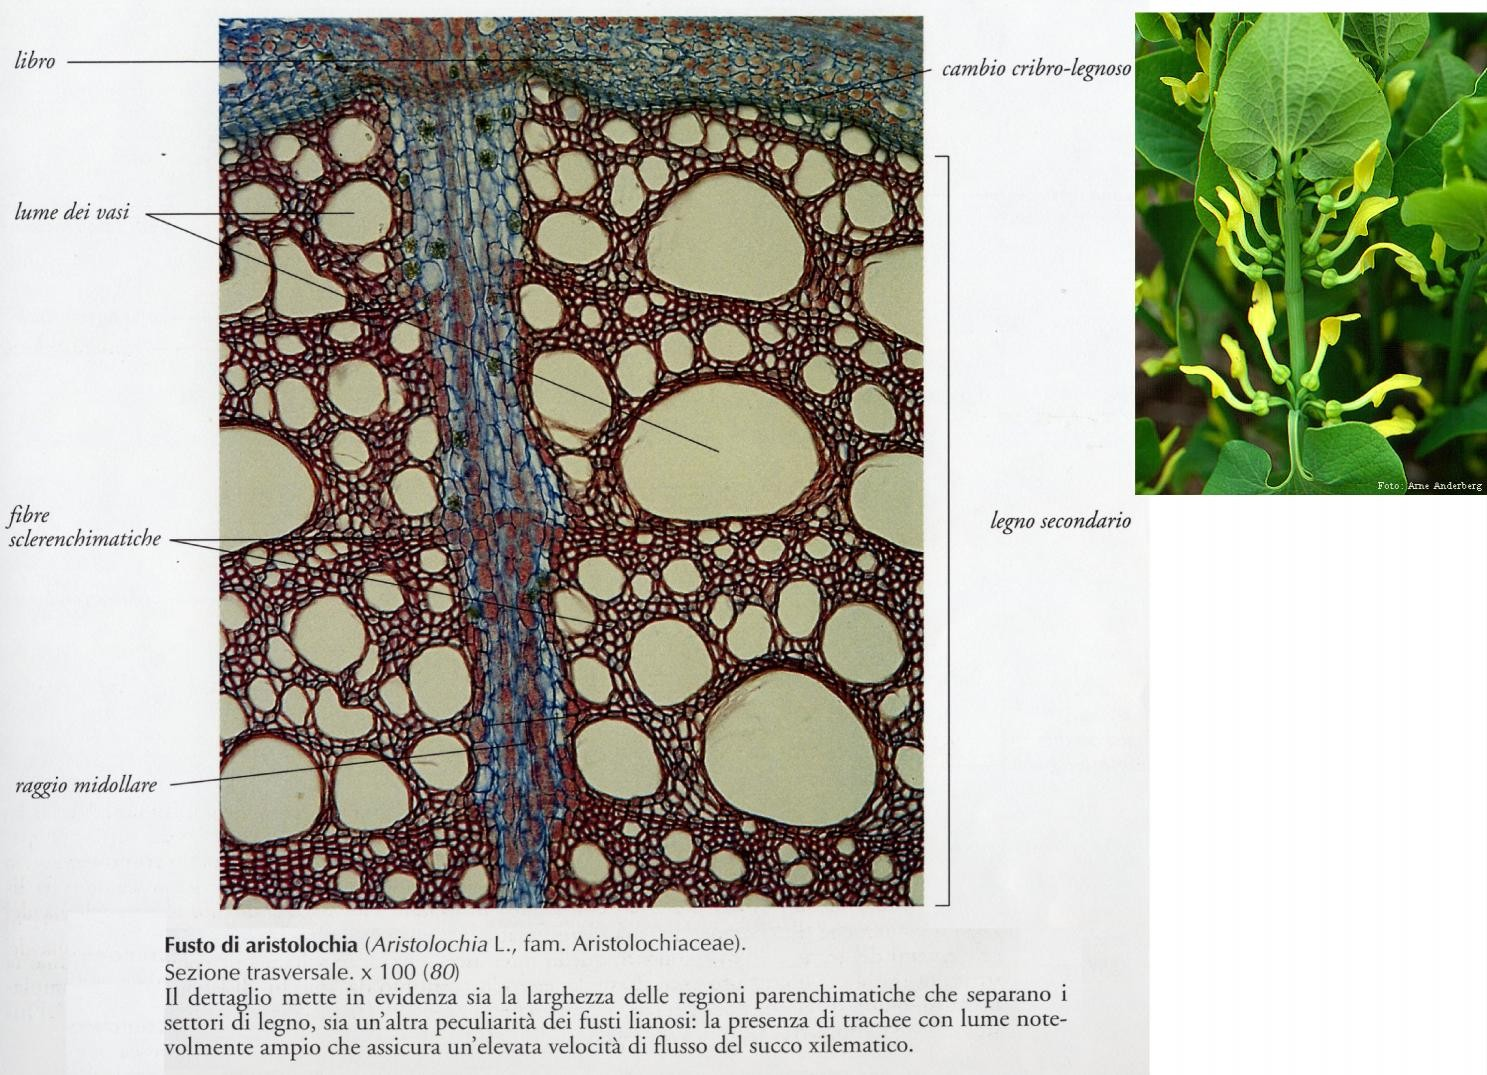 libro
cambio cribro-legnoso
lume dei vasi
fibre
sclerenchimatiche
legno secondario
raggio midollare
Foto: Arne Anderberg
Fusto di aristolochia (Aristolochia L., fam. Aristolochiaceae).
Sezione trasversale. x 100 (80)
Il dettaglio mette in evidenza sia la larghezza delle regioni parenchimatiche che separano i
settori di legno, sia un'altra peculiarità dei fusti lianosi: la presenza di trachee con lume note-
volmente ampio che assicura un'elevata velocità di flusso del succo xilematico.